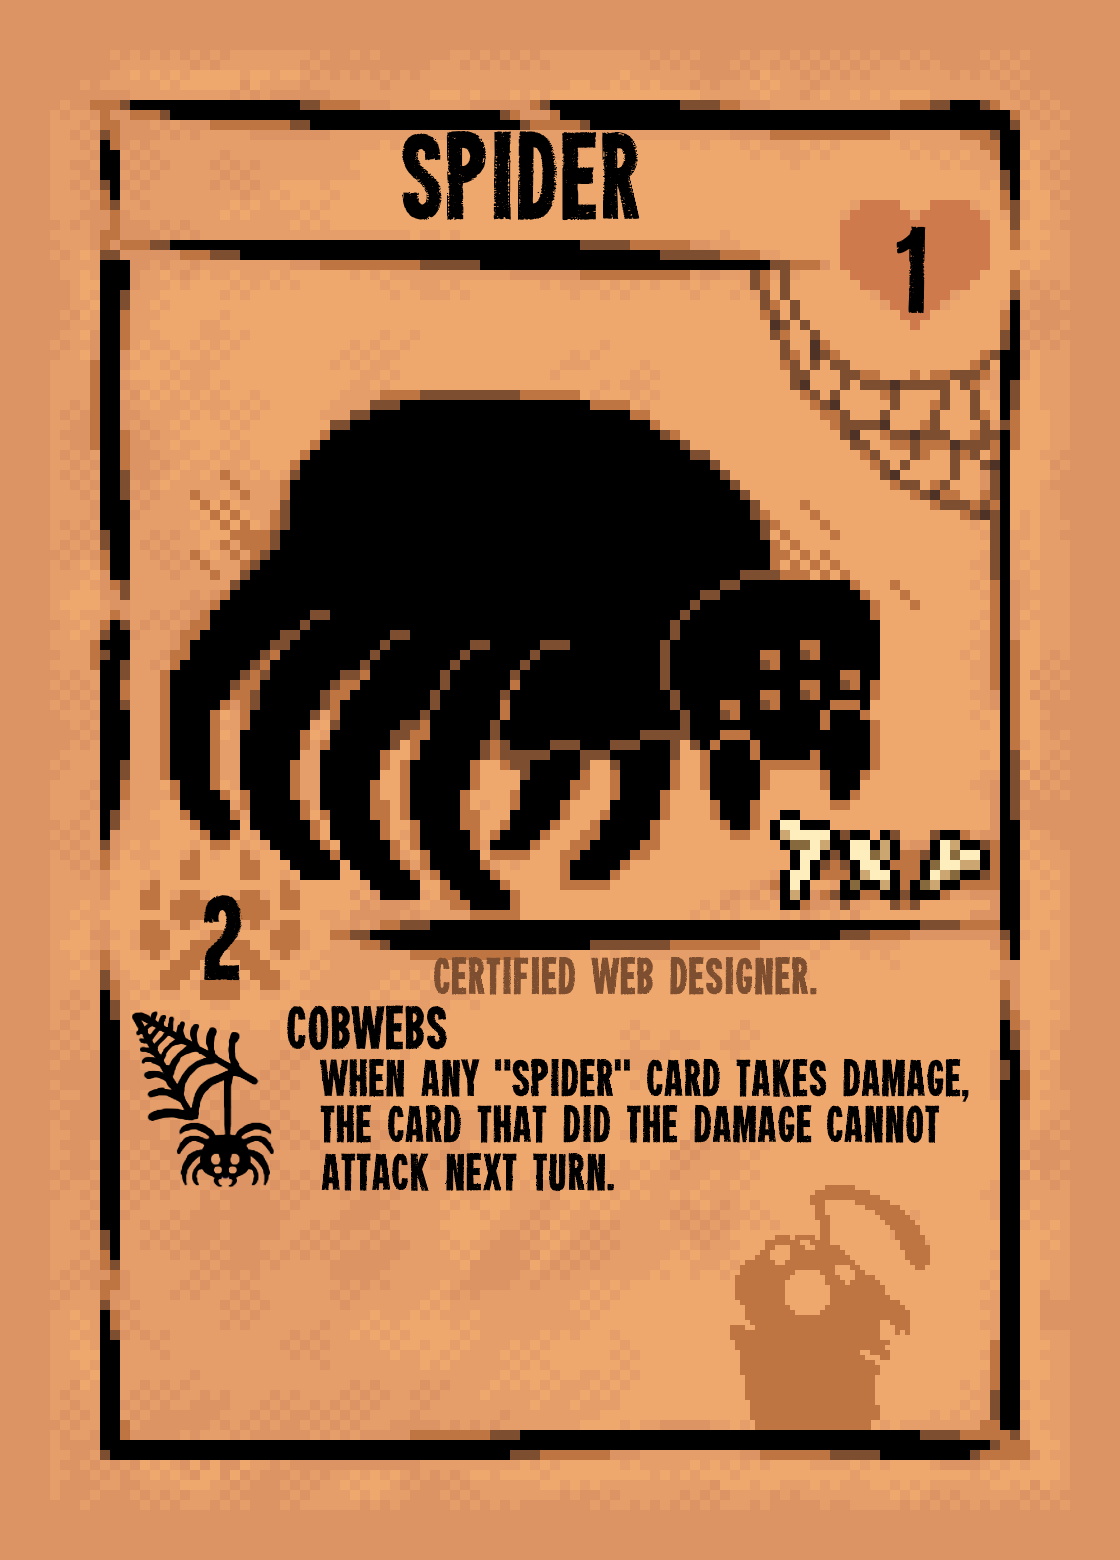 SPIDER
1
2
CERTIFIED WEB DESIGNER.
COBWEBS
WHEN ANY "SPIDER" CARD TAKES DAMAGE,
THE CARD THAT DID THE DAMAGE CANNOT
ATTACK NEXT TURN.